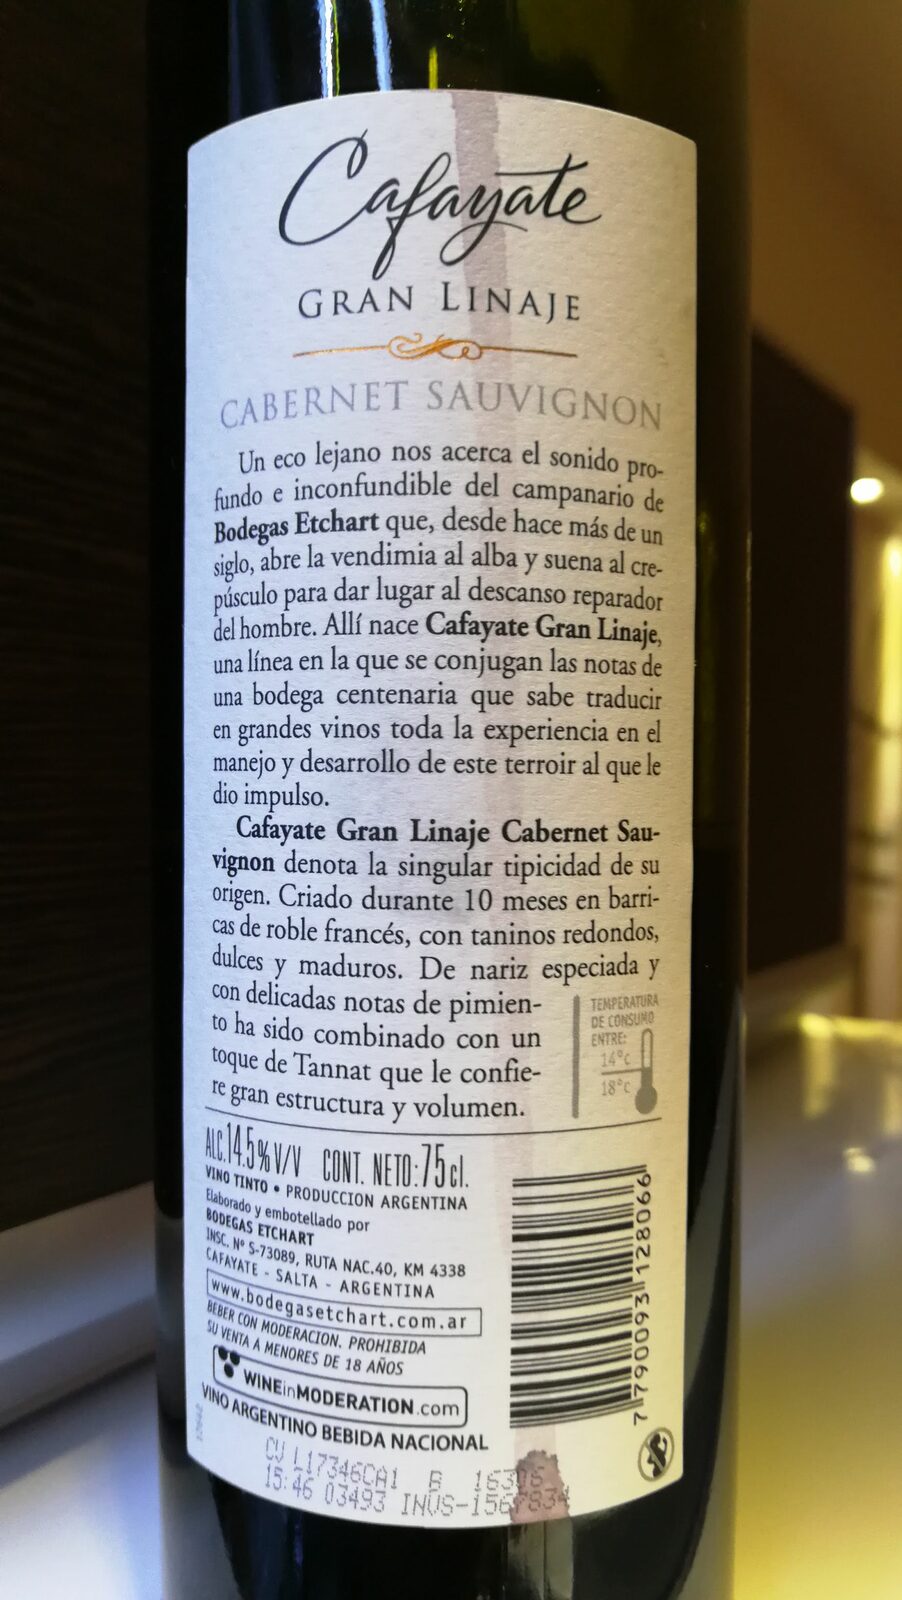 Cafayate
GRAN LINAJE
CABERNET SAUVIGNON
Un eco lejano nos acerca el sonido pro-
fundo e inconfundible del campanario de
Bodegas Etchart que, desde hace más de un
siglo, abre la vendimia al alba y suena al cre-
púsculo para dar lugar al descanso reparador
del hombre. Allí nace Cafayate Gran Linaje,
una línea en la que se conjugan las notas de
una bodega centenaria que sabe traducir
en grandes vinos toda la experiencia en el
manejo y desarrollo de este terroir al que le
dio impulso.
Cafayate Gran Linaje Cabernet Sau-
vignon denota la singular tipicidad de su
origen. Criado durante 10 meses en barri-
cas de roble francés, con taninos redondos,
dulces y maduros. De nariz especiada y
con delicadas notas de pimien-
to ha sido combinado con un
toque de Tannat que le confie-
re gran estructura y volumen.
TEMPERATURA
DE CONSUMO
ENTRE:
14°c
18°c
ALC.14.5%V/V CONT. NETO:75cl.
VINO TINTO • PRODUCCION ARGENTINA
Elaborado y embotellado por
BODEGAS ETCHART
INSC. Nº S-73089, RUTA NAC.40, KM 4338
CAFAYATE - SALTA - ARGENTINA
www.bodegasetchart.com.ar
BEBER CON MODERACION. PROHIBIDA
SU VENTA A MENORES DE 18 AÑOS
WINEinMODERATION.com
VINO ARGENTINO BEBIDA NACIONAL
7790093128066
CU L17346CA1 B
15:46 03493